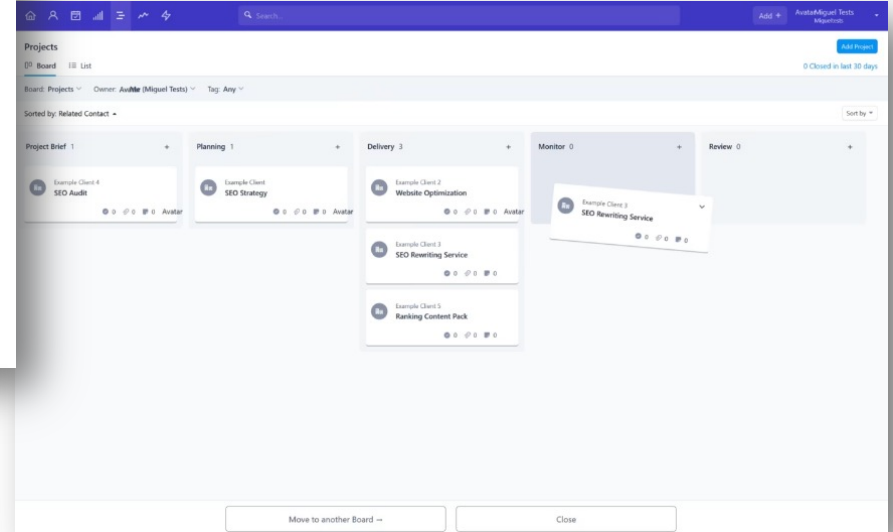 Search...
Add +
AvatarMiguel Tests
Migueltests
Projects
Add Project
Board
List
0 Closed in last 30 days
Board: Projects
Owner: (Miguel Tests)
Tag: Any
Sorted by: Related Contact
Sort by
Project Brief 1 +
Planning 1 +
Delivery 3 +
Monitor 0 +
Review 0 +
Example Client 4
SEO Audit
0 0 0 Avatar
Example Client
SEO Strategy
0 0 0 Avatar
Example Client 2
Website Optimization
0 0 0 Avatar
Example Client 3
SEO Rewriting Service
0 0 0
Example Client 5
Ranking Content Pack
0 0 0
Example Client 3
SEO Rewriting Service
0 0 0
Move to another Board →
Close